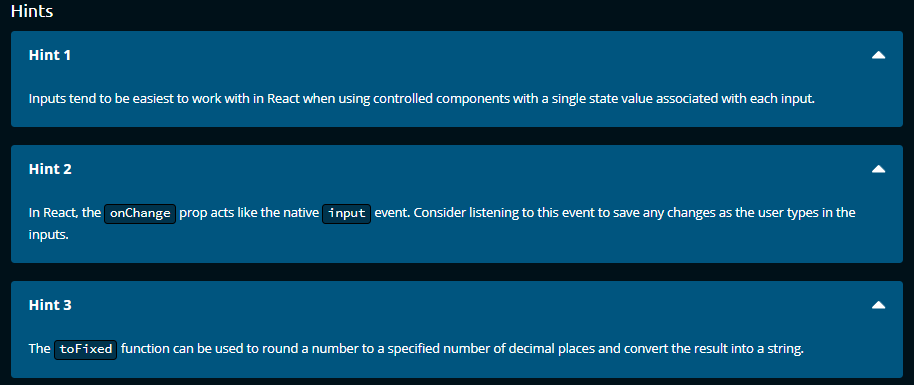 Hints
Hint 1
Inputs tend to be easiest to work with in React when using controlled components with a single state value associated with each input.
Hint 2
In React, the onChange prop acts like the native input event. Consider listening to this event to save any changes as the user types in the
inputs.
Hint 3
The toFixed function can be used to round a number to a specified number of decimal places and convert the result into a string.